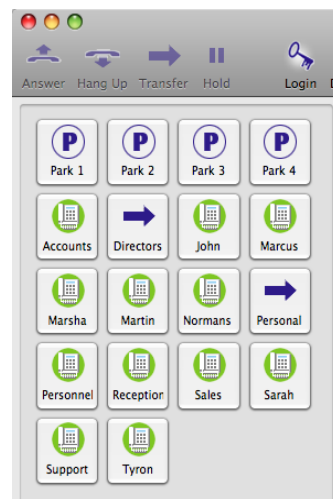 Answer Hang Up Transfer Hold Login
P P P P
Park 1 Park 2 Park 3 Park 4
Accounts Directors John Marcus
Marsha Martin Normans Personal
Personnel Reception Sales Sarah
Support Tyron